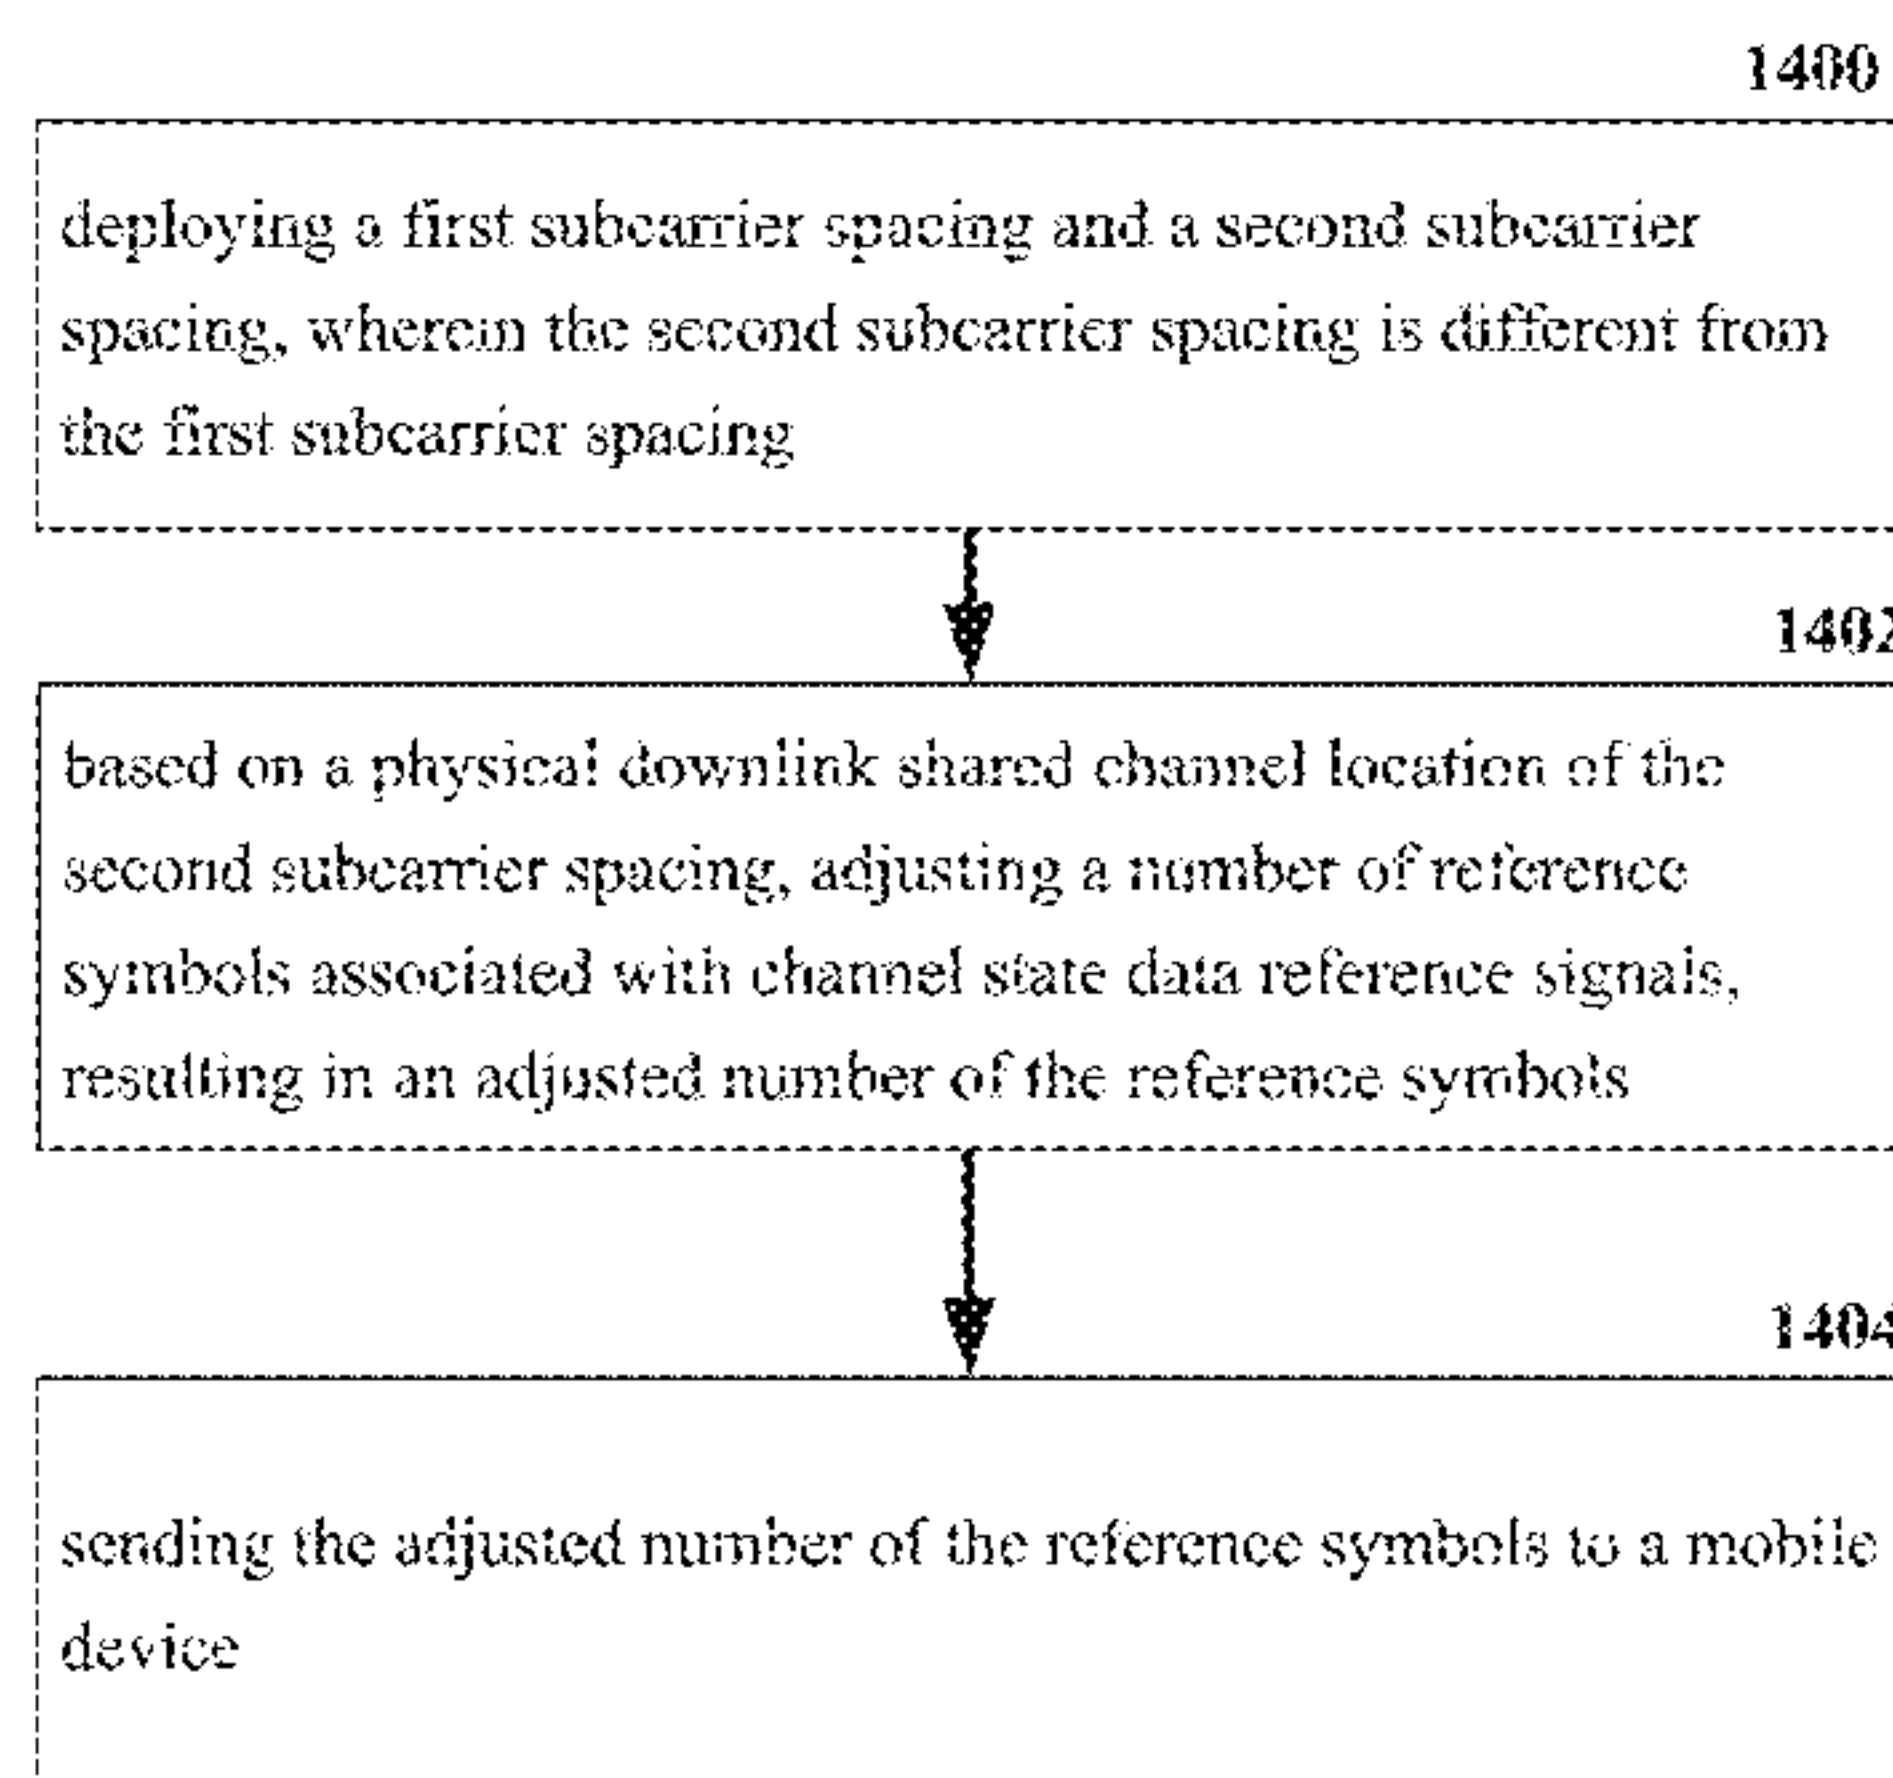 1400
deploying a first subcarrier spacing and a second subcarrier
spacing, wherein the second subcarrier spacing is different from
the first subcarrier spacing
1402
based on a physical downlink shared channel location of the
second subcarrier spacing, adjusting a number of reference
symbols associated with channel state data reference signals,
resulting in an adjusted number of the reference symbols
1404
sending the adjusted number of the reference symbols to a mobile
device